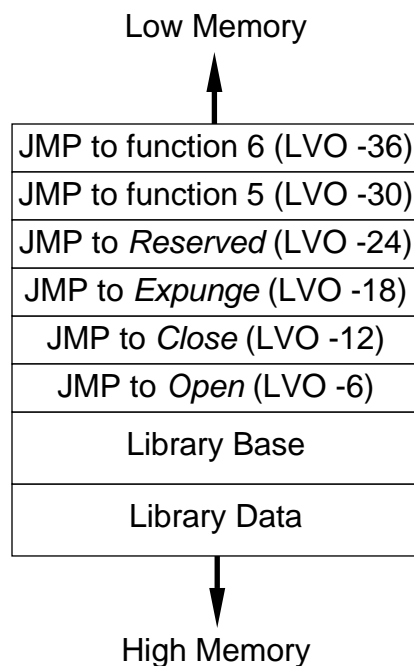 Low Memory
JMP to function 6 (LVO -36)
JMP to function 5 (LVO -30)
JMP to Reserved (LVO -24)
JMP to Expunge (LVO -18)
JMP to Close (LVO -12)
JMP to Open (LVO -6)
Library Base
Library Data
High Memory